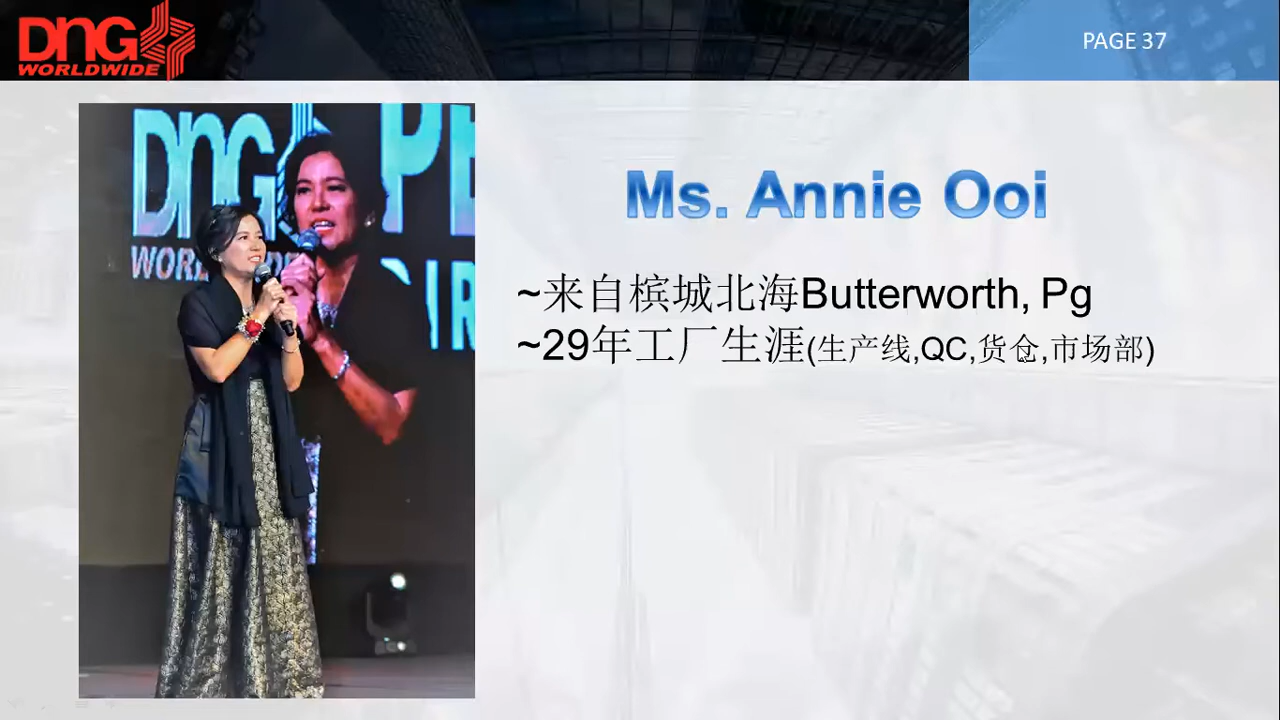 DNG
WORLDWIDE
PAGE 37
DNG
WOR
Ms. Annie Ooi
~来自槟城北海Butterworth, Pg
~29年工厂生涯(生产线,QC,货仓,市场部)